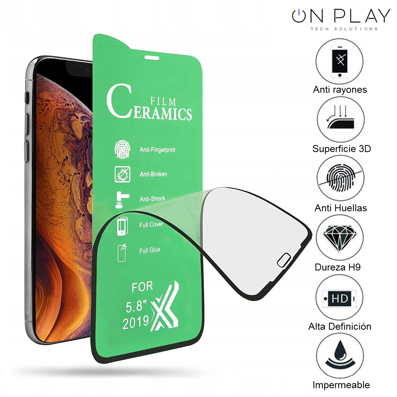 ON PLAY
TECH SOLUTIONS
FILM
CERAMICS
Anti-Fingerprint
Anti-Broken
Anti-Shock
Full Cover
Full Glue
FOR
5.8"
2019
X
Anti rayones
Superficie 3D
Anti Huellas
Dureza H9
HD
Alta Definición
Impermeable